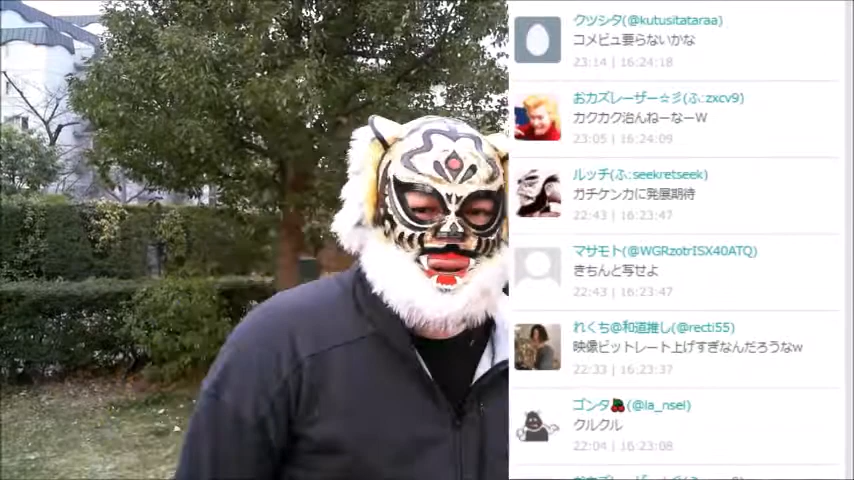 クツシタ(@kutusitataraa)
コメビュ要らないかな
23:14 | 16:24:18
おカズレーザー☆彡(ふ:zxcv9)
カクカク治んねーなーW
23:05 | 16:24:09
ルッチ(ふ:seekretseek)
ガチケンカに発展期待
22:43 | 16:23:47
マサモト(@WGRzotrISX40ATQ)
きちんと写せよ
22:43 | 16:23:47
れくち@和道推し(@recti55)
映像ビットレート上げすぎなんだろうなw
22:33 | 16:23:37
ゴンタ🍒(@la_nsel)
クルクル
22:04 | 16:23:08